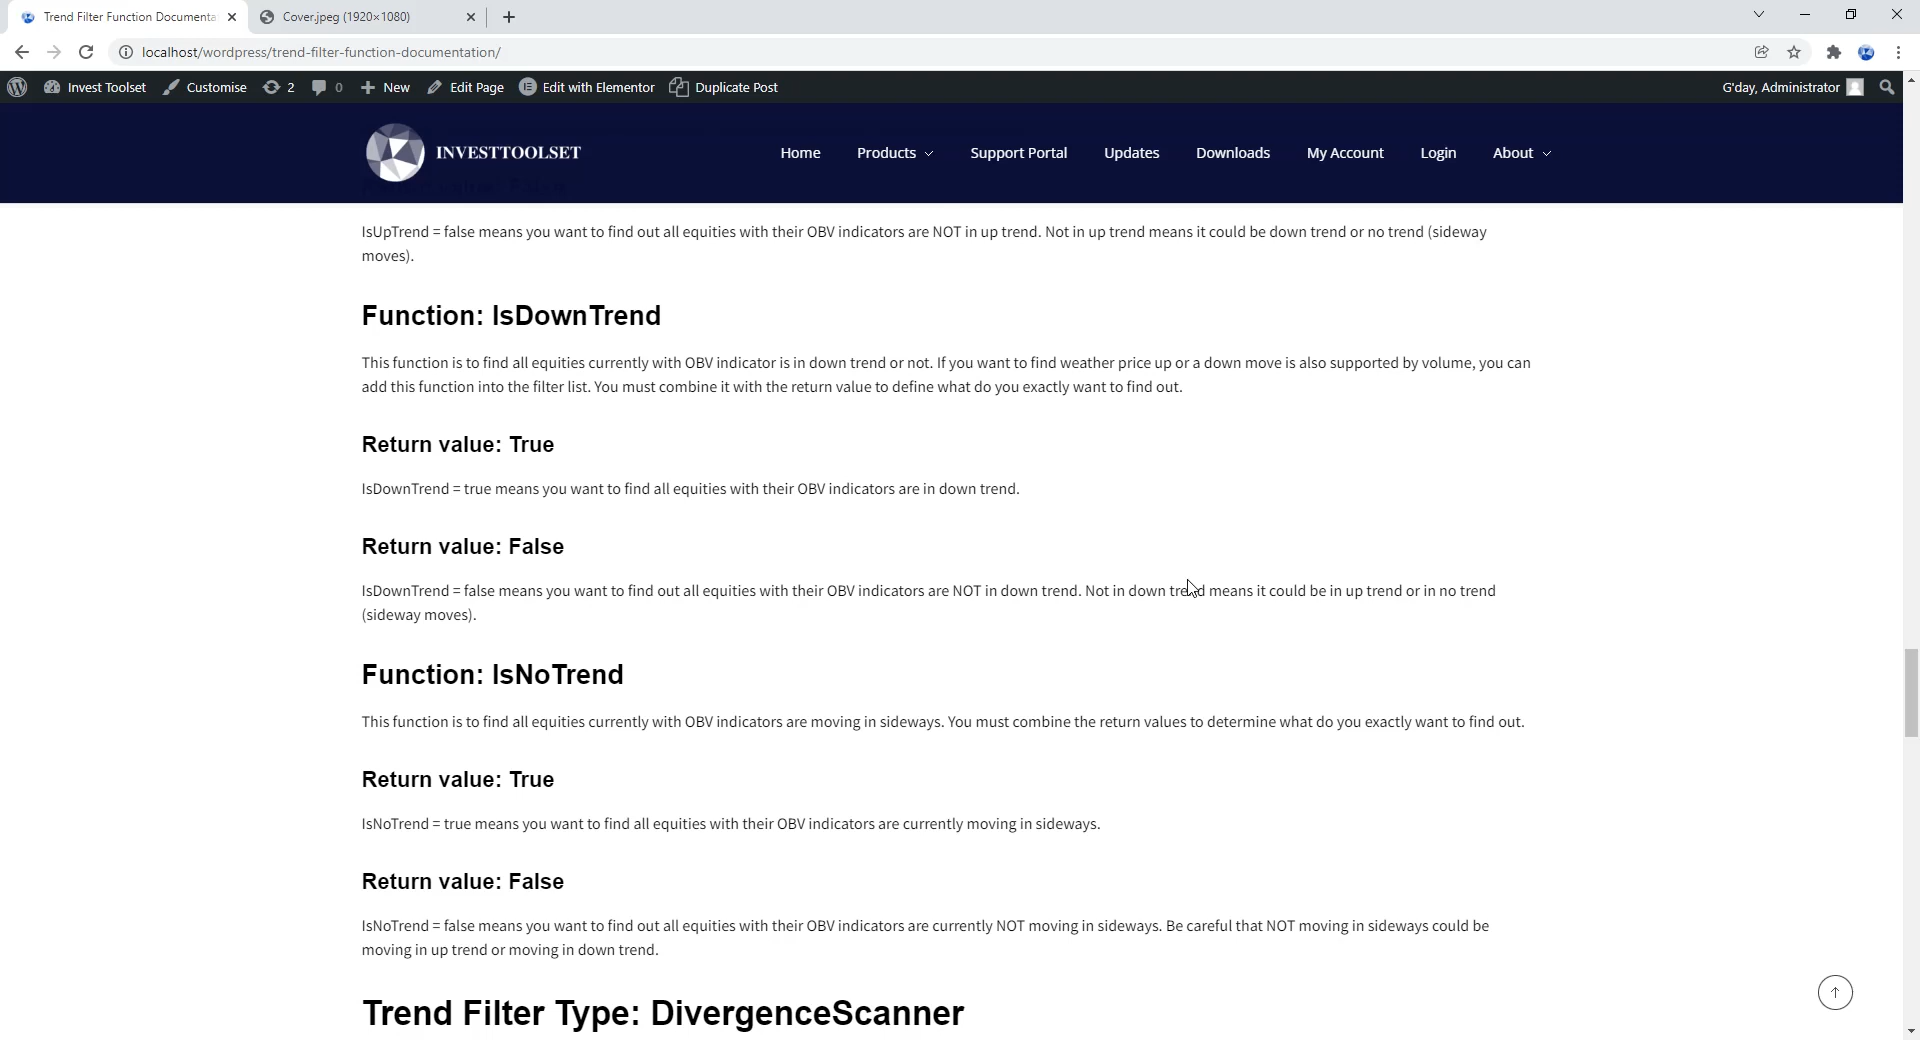 Trend Filter Function Documenta
Cover.jpeg (1920×1080)
localhost/wordpress/trend-filter-function-documentation/
Invest Toolset
Customise
2
0
New
Edit Page
Edit with Elementor
Duplicate Post
G'day, Administrator
INVESTTOOLSET
Home
Products
Support Portal
Updates
Downloads
My Account
Login
About
IsUpTrend = false means you want to find out all equities with their OBV indicators are NOT in up trend. Not in up trend means it could be down trend or no trend (sideway
moves).
Function: IsDownTrend
This function is to find all equities currently with OBV indicator is in down trend or not. If you want to find weather price up or a down move is also supported by volume, you can
add this function into the filter list. You must combine it with the return value to define what do you exactly want to find out.
Return value: True
IsDownTrend = true means you want to find all equities with their OBV indicators are in down trend.
Return value: False
IsDownTrend = false means you want to find out all equities with their OBV indicators are NOT in down trend. Not in down trend means it could be in up trend or in no trend
(sideway moves).
Function: IsNoTrend
This function is to find all equities currently with OBV indicators are moving in sideways. You must combine the return values to determine what do you exactly want to find out.
Return value: True
IsNoTrend = true means you want to find all equities with their OBV indicators are currently moving in sideways.
Return value: False
IsNoTrend = false means you want to find out all equities with their OBV indicators are currently NOT moving in sideways. Be careful that NOT moving in sideways could be
moving in up trend or moving in down trend.
Trend Filter Type: DivergenceScanner